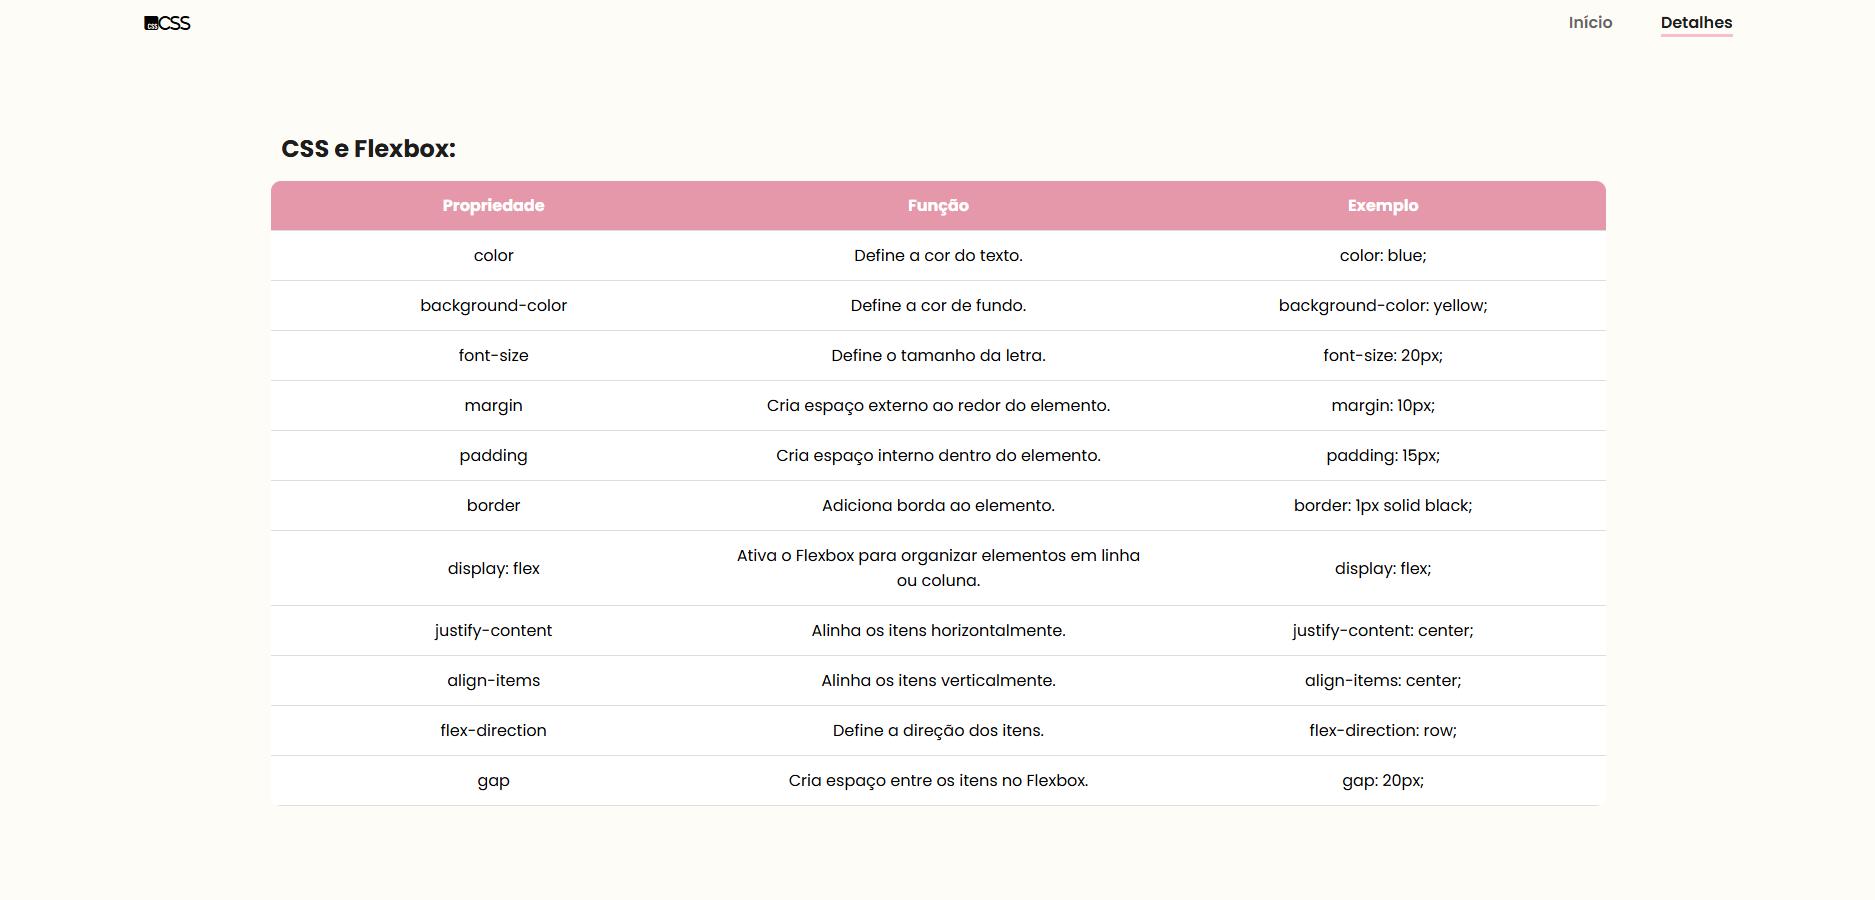 CSS CSS
Início
Detalhes
CSS e Flexbox:
Propriedade Função Exemplo
color Define a cor do texto. color: blue;
background-color Define a cor de fundo. background-color: yellow;
font-size Define o tamanho da letra. font-size: 20px;
margin Cria espaço externo ao redor do elemento. margin: 10px;
padding Cria espaço interno dentro do elemento. padding: 15px;
border Adiciona borda ao elemento. border: 1px solid black;
display: flex Ativa o Flexbox para organizar elementos em linha
ou coluna. display: flex;
justify-content Alinha os itens horizontalmente. justify-content: center;
align-items Alinha os itens verticalmente. align-items: center;
flex-direction Define a direção dos itens. flex-direction: row;
gap Cria espaço entre os itens no Flexbox. gap: 20px;